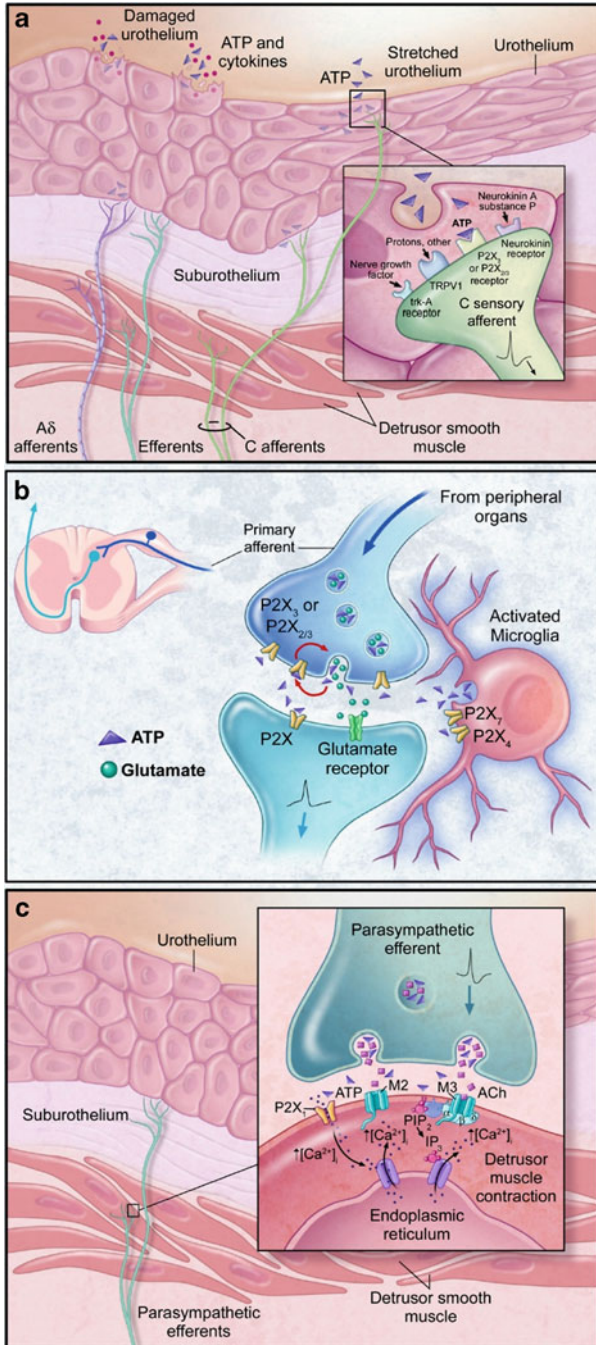 a
Damaged
urothelium
ATP and
cytokines
ATP
Stretched
urothelium
Urothelium
Suburothelium
Neurokinin A
substance P
ATP
Protons, other
Nerve growth
factor
TRPV1
trk-A
receptor
P2X3
or P2X2/3
receptor
Neurokinin
receptor
C sensory
afferent
Aδ
afferents
Efferents
C afferents
Detrusor smooth
muscle
b
Primary
afferent
From peripheral
organs
P2X3 or
P2X2/3
Activated
Microglia
P2X7
P2X4
P2X
Glutamate
receptor
ATP
Glutamate
c
Urothelium
Suburothelium
Parasympathetic
efferent
ATP
M2
M3
ACh
P2X
PIP2
IP3
↑[Ca2+]i
↑[Ca2+]i
↑[Ca2+]i
Detrusor
muscle
contraction
Endoplasmic
reticulum
Parasympathetic
efferents
Detrusor smooth
muscle